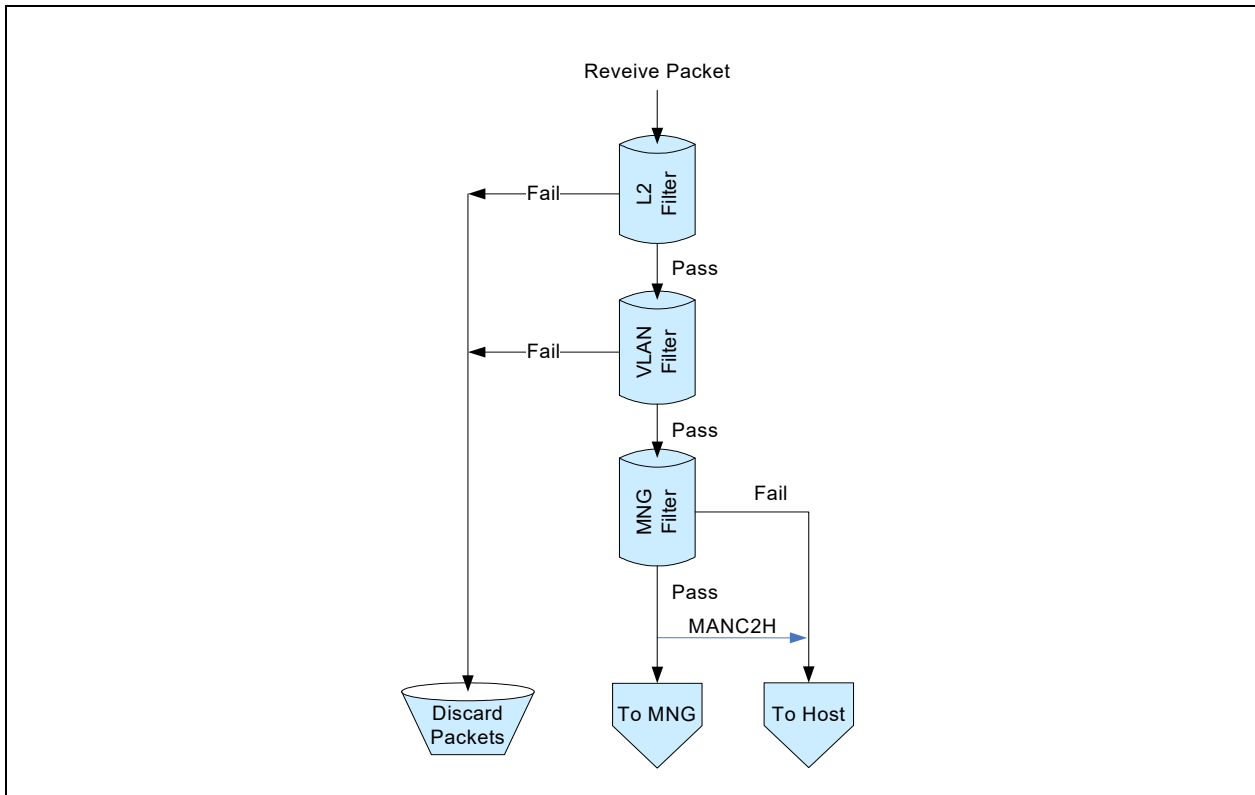 Reveive Packet
L2
Filter
Fail
Pass
VLAN
Filter
Fail
Pass
MNG
Filter
Fail
Pass
MANC2H
Discard
Packets
To MNG
To Host